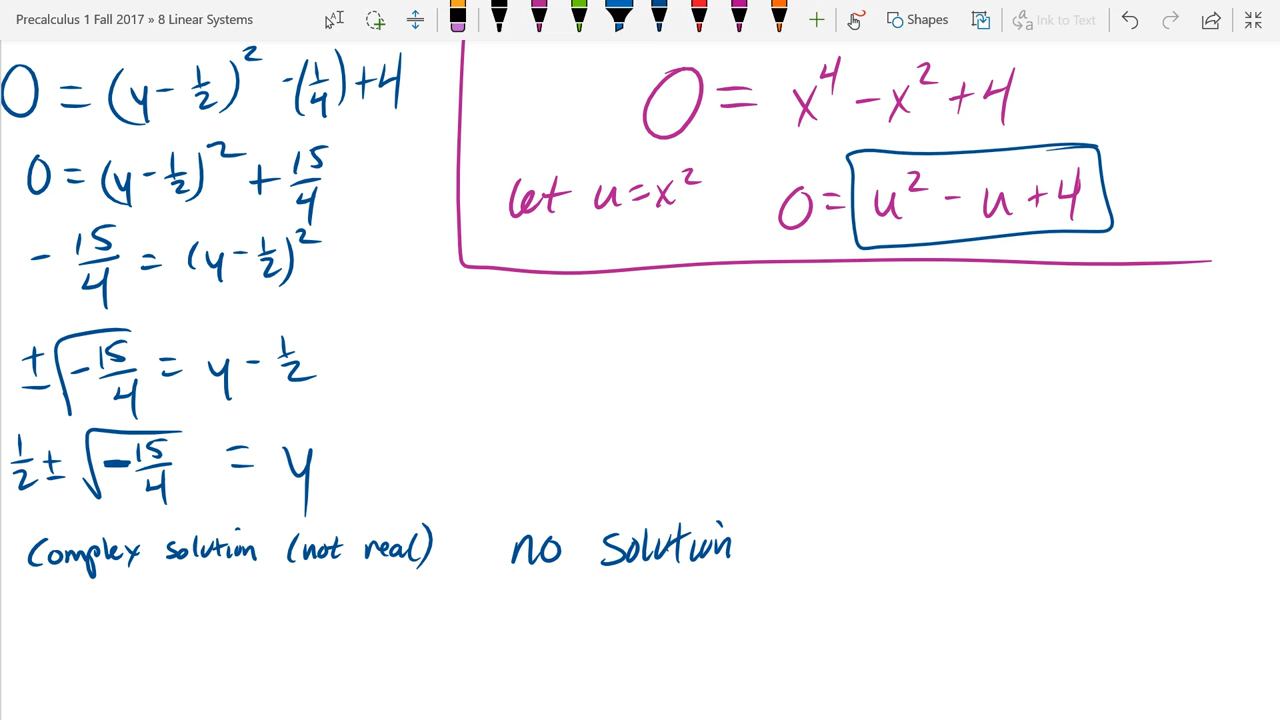 Precalculus 1 Fall 2017 » 8 Linear Systems
Shapes
Ink to Text
0 = (y - 1/2)² - (1/4) + 4
0 = (y - 1/2)² + 15/4
- 15/4 = (y - 1/2)²
±√(-15/4) = y - 1/2
1/2 ± √(-15/4) = y
Complex solution (not real)
no solution
0 = x⁴ - x² + 4
let u = x²
0 = u² - u + 4